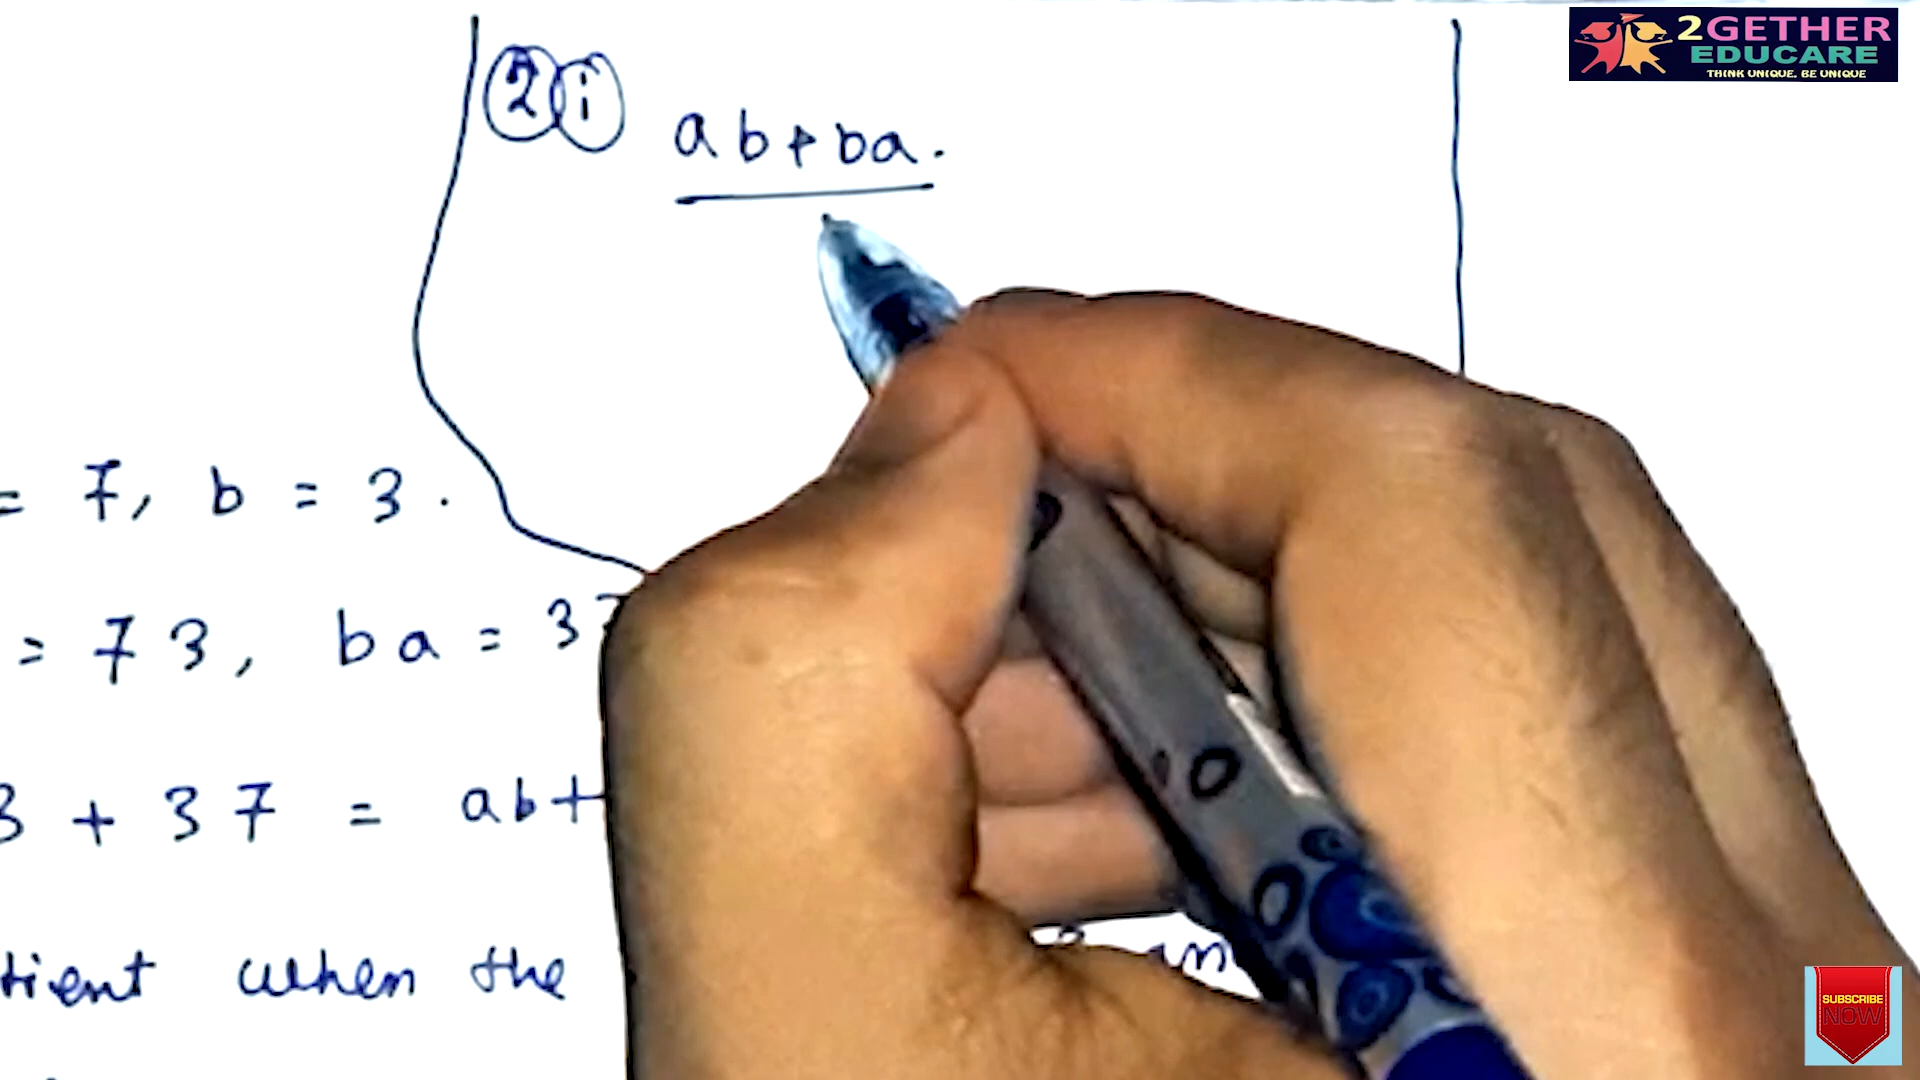 2GETHER
EDUCARE
THINK UNIQUE. BE UNIQUE
2 i ab+ba.
= 7, b = 3.
= 73, ba = 3
3 + 37 = ab+
tient when the
SUBSCRIBE
NOW